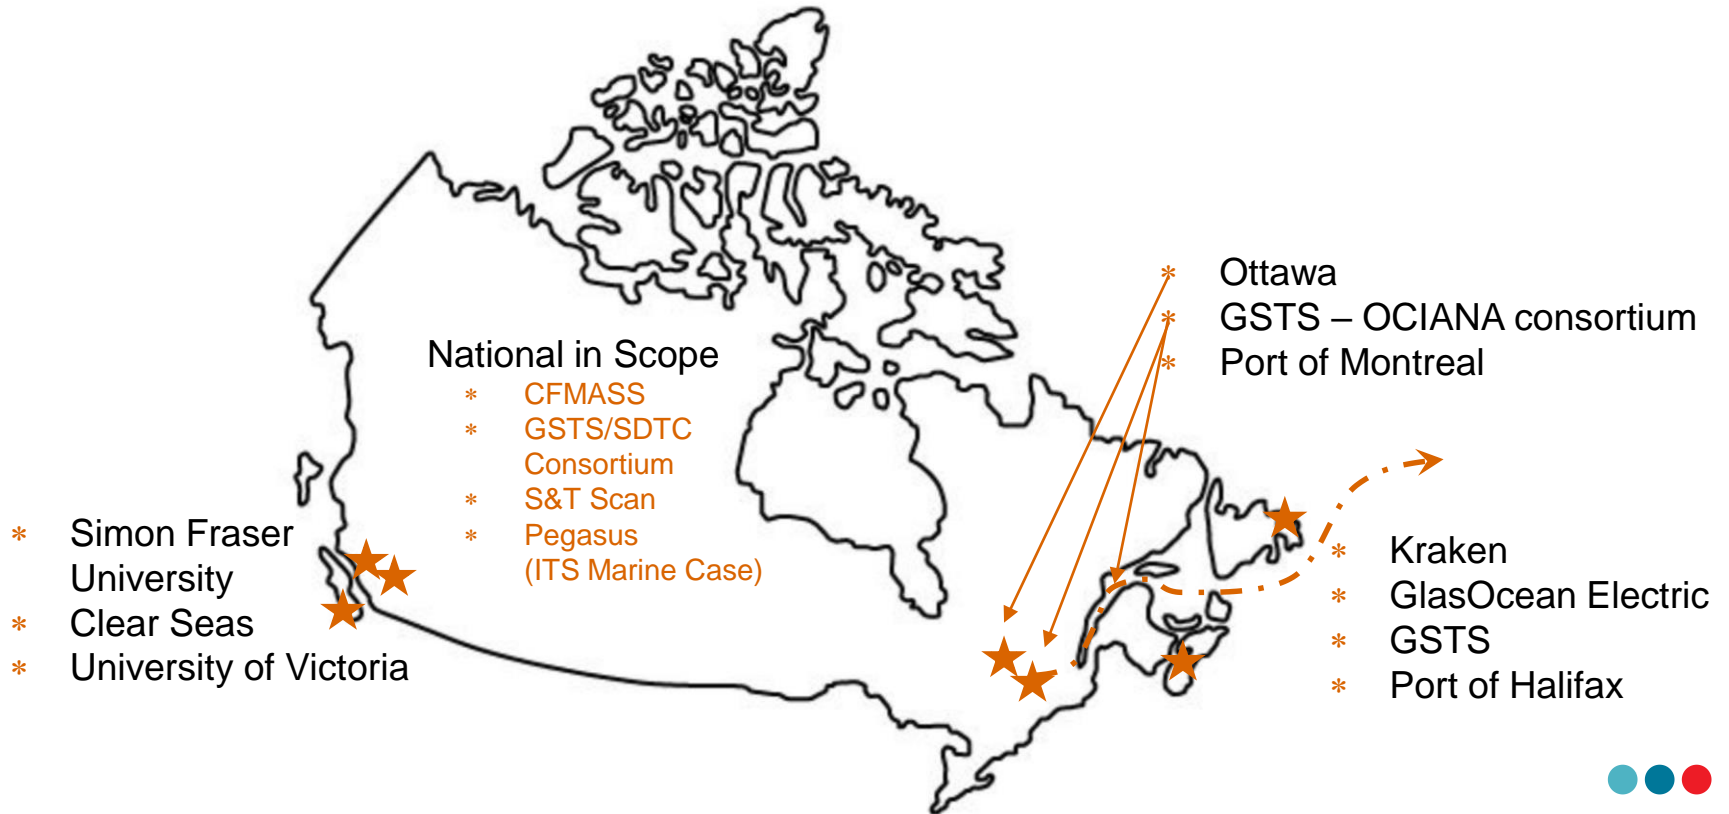 National in Scope
* CFMASS
* GSTS/SDTC
Consortium
* S&T Scan
* Pegasus
(ITS Marine Case)
* Simon Fraser
University
* Clear Seas
* University of Victoria
* Ottawa
* GSTS – OCIANA consortium
* Port of Montreal
* Kraken
* GlasOcean Electric
* GSTS
* Port of Halifax